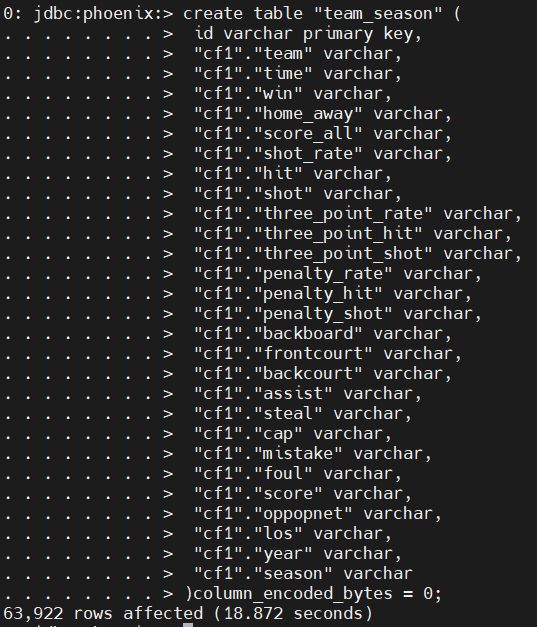 0: jdbc:phoenix:> create table "team_season" (
. . . . . . . . > id varchar primary key,
. . . . . . . . > "cf1"."team" varchar,
. . . . . . . . > "cf1"."time" varchar,
. . . . . . . . > "cf1"."win" varchar,
. . . . . . . . > "cf1"."home_away" varchar,
. . . . . . . . > "cf1"."score_all" varchar,
. . . . . . . . > "cf1"."shot_rate" varchar,
. . . . . . . . > "cf1"."hit" varchar,
. . . . . . . . > "cf1"."shot" varchar,
. . . . . . . . > "cf1"."three_point_rate" varchar,
. . . . . . . . > "cf1"."three_point_hit" varchar,
. . . . . . . . > "cf1"."three_point_shot" varchar,
. . . . . . . . > "cf1"."penalty_rate" varchar,
. . . . . . . . > "cf1"."penalty_hit" varchar,
. . . . . . . . > "cf1"."penalty_shot" varchar,
. . . . . . . . > "cf1"."backboard" varchar,
. . . . . . . . > "cf1"."frontcourt" varchar,
. . . . . . . . > "cf1"."backcourt" varchar,
. . . . . . . . > "cf1"."assist" varchar,
. . . . . . . . > "cf1"."steal" varchar,
. . . . . . . . > "cf1"."cap" varchar,
. . . . . . . . > "cf1"."mistake" varchar,
. . . . . . . . > "cf1"."foul" varchar,
. . . . . . . . > "cf1"."score" varchar,
. . . . . . . . > "cf1"."oppopnet" varchar,
. . . . . . . . > "cf1"."los" varchar,
. . . . . . . . > "cf1"."year" varchar,
. . . . . . . . > "cf1"."season" varchar
. . . . . . . . > )column_encoded_bytes = 0;
63,922 rows affected (18.872 seconds)